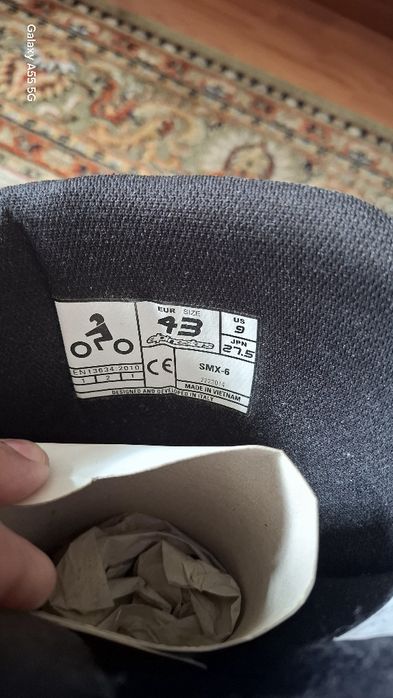 Galaxy A55 5G
EUR SIZE
43
alpinestars
US
9
JPN
27.5
EN13634:2010
1 2 1
CE
SMX-6
MADE IN VIETNAM
DESIGNED AND DEVELOPED IN ITALY